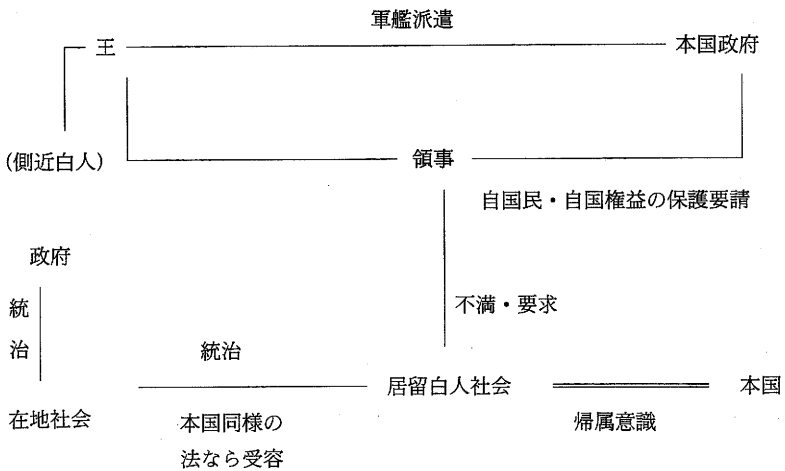 軍艦派遣
王
本国政府
(側近白人)
領事
自国民・自国権益の保護要請
政府
統治
不満・要求
統治
居留白人社会
本国
在地社会
本国同様の
法なら受容
帰属意識